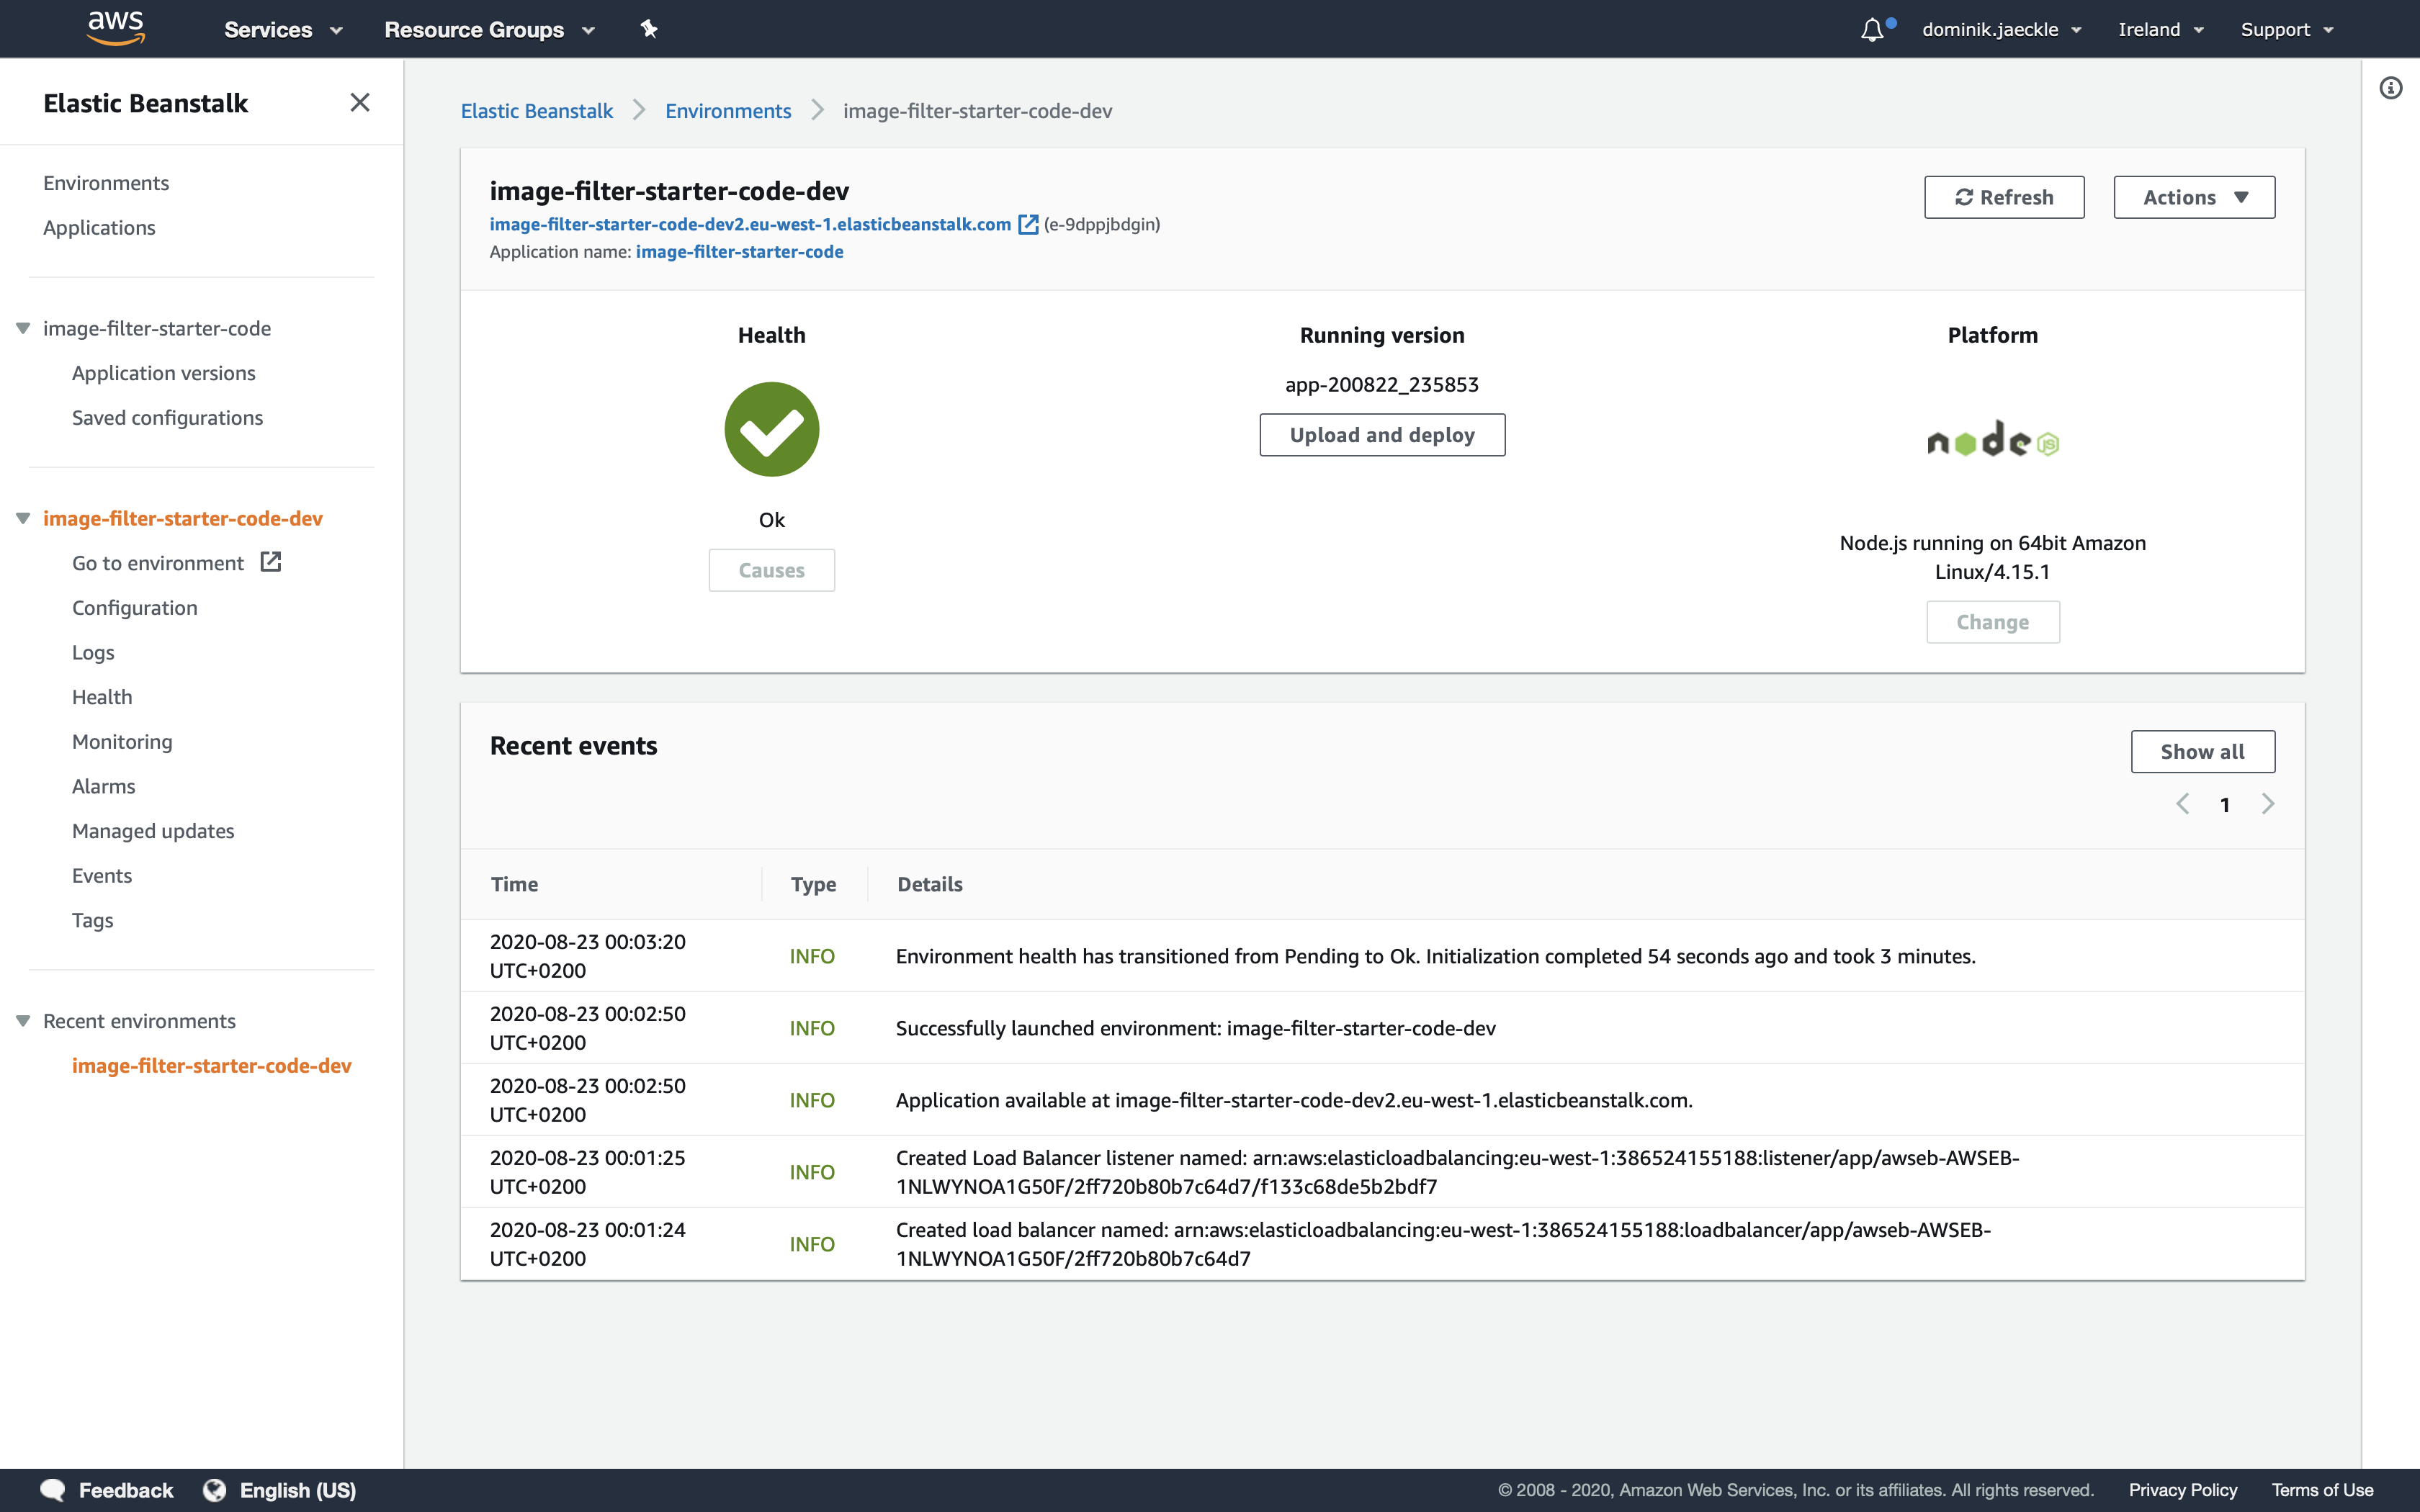 aws
Services
Resource Groups
dominik.jaeckle
Ireland
Support
Elastic Beanstalk
Environments
Applications
image-filter-starter-code
Application versions
Saved configurations
image-filter-starter-code-dev
Go to environment
Configuration
Logs
Health
Monitoring
Alarms
Managed updates
Events
Tags
Recent environments
image-filter-starter-code-dev
Elastic Beanstalk
Environments
image-filter-starter-code-dev
image-filter-starter-code-dev
image-filter-starter-code-dev2.eu-west-1.elasticbeanstalk.com (e-9dppjbdgin)
Application name: image-filter-starter-code
Refresh
Actions
Health
Ok
Causes
Running version
app-200822_235853
Upload and deploy
Platform
node JS
Node.js running on 64bit Amazon
Linux/4.15.1
Change
Recent events
Show all
1
Time
Type
Details
2020-08-23 00:03:20
UTC+0200
INFO
Environment health has transitioned from Pending to Ok. Initialization completed 54 seconds ago and took 3 minutes.
2020-08-23 00:02:50
UTC+0200
INFO
Successfully launched environment: image-filter-starter-code-dev
2020-08-23 00:02:50
UTC+0200
INFO
Application available at image-filter-starter-code-dev2.eu-west-1.elasticbeanstalk.com.
2020-08-23 00:01:25
UTC+0200
INFO
Created Load Balancer listener named: arn:aws:elasticloadbalancing:eu-west-1:386524155188:listener/app/awseb-AWSEB-
1NLWYNOA1G50F/2ff720b80b7c64d7/f133c68de5b2bdf7
2020-08-23 00:01:24
UTC+0200
INFO
Created load balancer named: arn:aws:elasticloadbalancing:eu-west-1:386524155188:loadbalancer/app/awseb-AWSEB-
1NLWYNOA1G50F/2ff720b80b7c64d7
Feedback
English (US)
© 2008 - 2020, Amazon Web Services, Inc. or its affiliates. All rights reserved.
Privacy Policy
Terms of Use